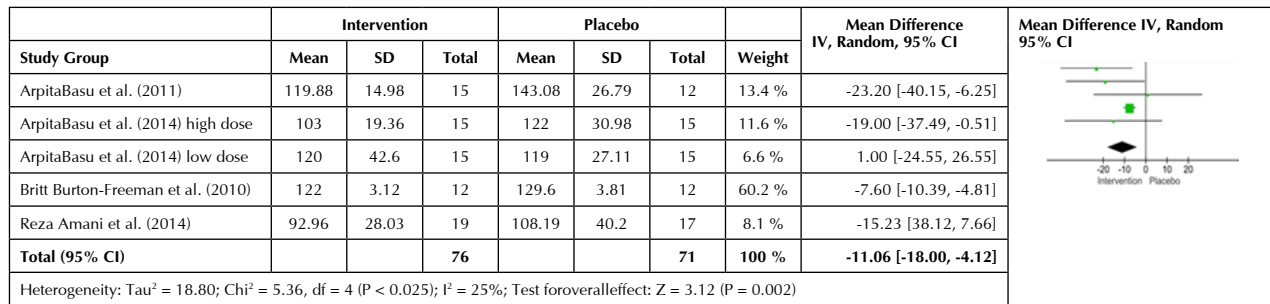 Intervention Placebo Mean Difference IV, Random, 95% CI Mean Difference IV, Random 95% CI
Study Group Mean SD Total Mean SD Total Weight
ArpitaBasu et al. (2011) 119.88 14.98 15 143.08 26.79 12 13.4 % -23.20 [-40.15, -6.25]
ArpitaBasu et al. (2014) high dose 103 19.36 15 122 30.98 15 11.6 % -19.00 [-37.49, -0.51]
ArpitaBasu et al. (2014) low dose 120 42.6 15 119 27.11 15 6.6 % 1.00 [-24.55, 26.55]
Britt Burton-Freeman et al. (2010) 122 3.12 12 129.6 3.81 12 60.2 % -7.60 [-10.39, -4.81]
Reza Amani et al. (2014) 92.96 28.03 19 108.19 40.2 17 8.1 % -15.23 [38.12, 7.66]
Total (95% CI) 76 71 100 % -11.06 [-18.00, -4.12]
Heterogeneity: Tau² = 18.80; Chi² = 5.36, df = 4 (P < 0.025); I² = 25%; Test foroveralleffect: Z = 3.12 (P = 0.002)
-20 -10 0 10 20
Intervention Placebo